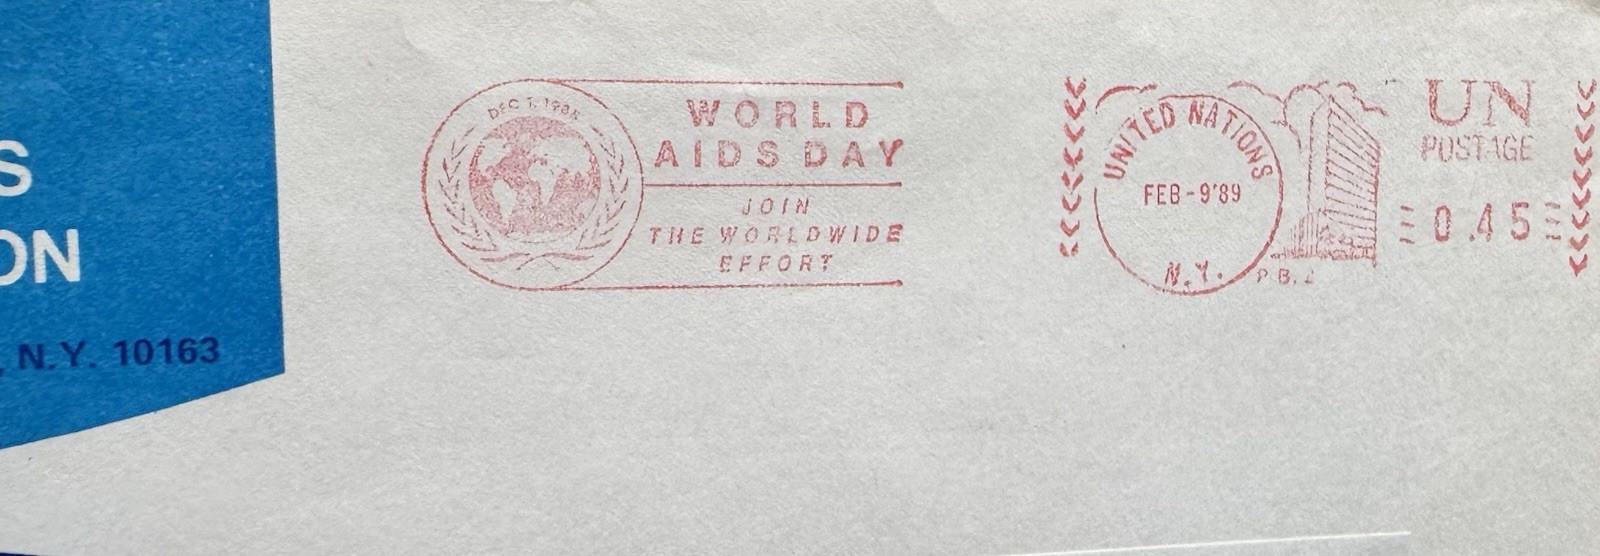 S
ON
, N.Y. 10163
DEC 1, 1988
WORLD
AIDS DAY
JOIN
THE WORLDWIDE
EFFORT
UNITED NATIONS
FEB-9'89
N.Y.
UN
POSTAGE
0.45